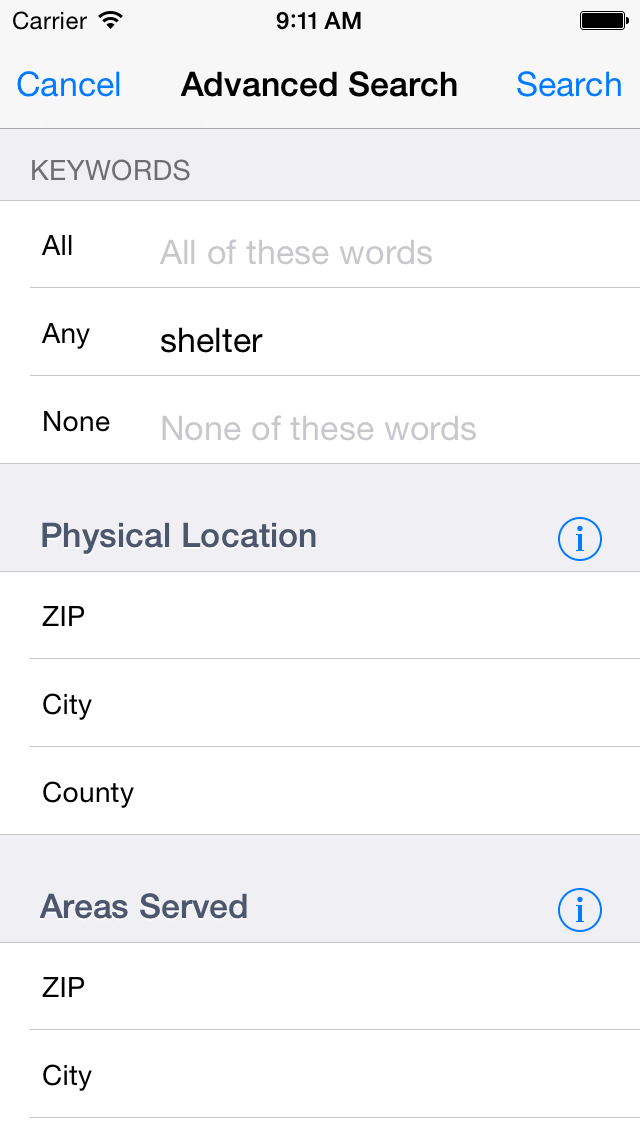 Carrier 9:11 AM
Cancel Advanced Search Search
KEYWORDS
All All of these words
Any shelter
None None of these words
Physical Location i
ZIP
City
County
Areas Served i
ZIP
City